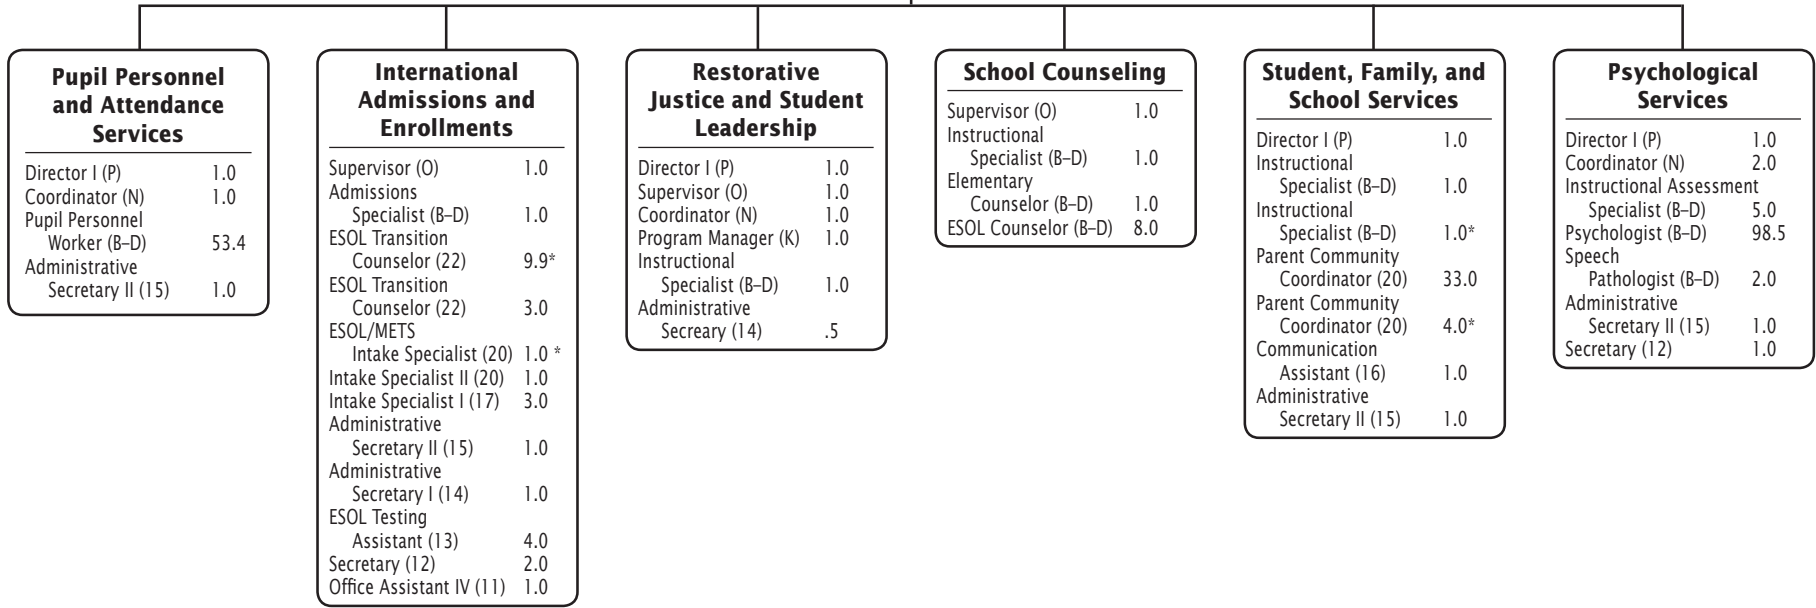 Pupil Personnel
and Attendance
Services
Director I (P) 1.0
Coordinator (N) 1.0
Pupil Personnel
Worker (B–D) 53.4
Administrative
Secretary II (15) 1.0
International
Admissions and
Enrollments
Supervisor (O) 1.0
Admissions
Specialist (B–D) 1.0
ESOL Transition
Counselor (22) 9.9*
ESOL Transition
Counselor (22) 3.0
ESOL/METS
Intake Specialist (20) 1.0 *
Intake Specialist II (20) 1.0
Intake Specialist I (17) 3.0
Administrative
Secretary II (15) 1.0
Administrative
Secretary I (14) 1.0
ESOL Testing
Assistant (13) 4.0
Secretary (12) 2.0
Office Assistant IV (11) 1.0
Restorative
Justice and Student
Leadership
Director I (P) 1.0
Supervisor (O) 1.0
Coordinator (N) 1.0
Program Manager (K) 1.0
Instructional
Specialist (B–D) 1.0
Administrative
Secreary (14) .5
School Counseling
Supervisor (O) 1.0
Instructional
Specialist (B–D) 1.0
Elementary
Counselor (B–D) 1.0
ESOL Counselor (B–D) 8.0
Student, Family, and
School Services
Director I (P) 1.0
Instructional
Specialist (B–D) 1.0
Instructional
Specialist (B–D) 1.0*
Parent Community
Coordinator (20) 33.0
Parent Community
Coordinator (20) 4.0*
Communication
Assistant (16) 1.0
Administrative
Secretary II (15) 1.0
Psychological
Services
Director I (P) 1.0
Coordinator (N) 2.0
Instructional Assessment
Specialist (B–D) 5.0
Psychologist (B–D) 98.5
Speech
Pathologist (B–D) 2.0
Administrative
Secretary II (15) 1.0
Secretary (12) 1.0